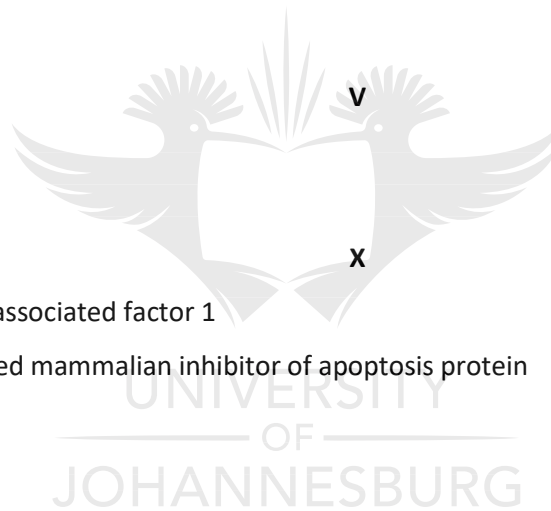 V
X
associated factor 1
ed mammalian inhibitor of apoptosis protein
UNIVERSITY
OF
JOHANNESBURG